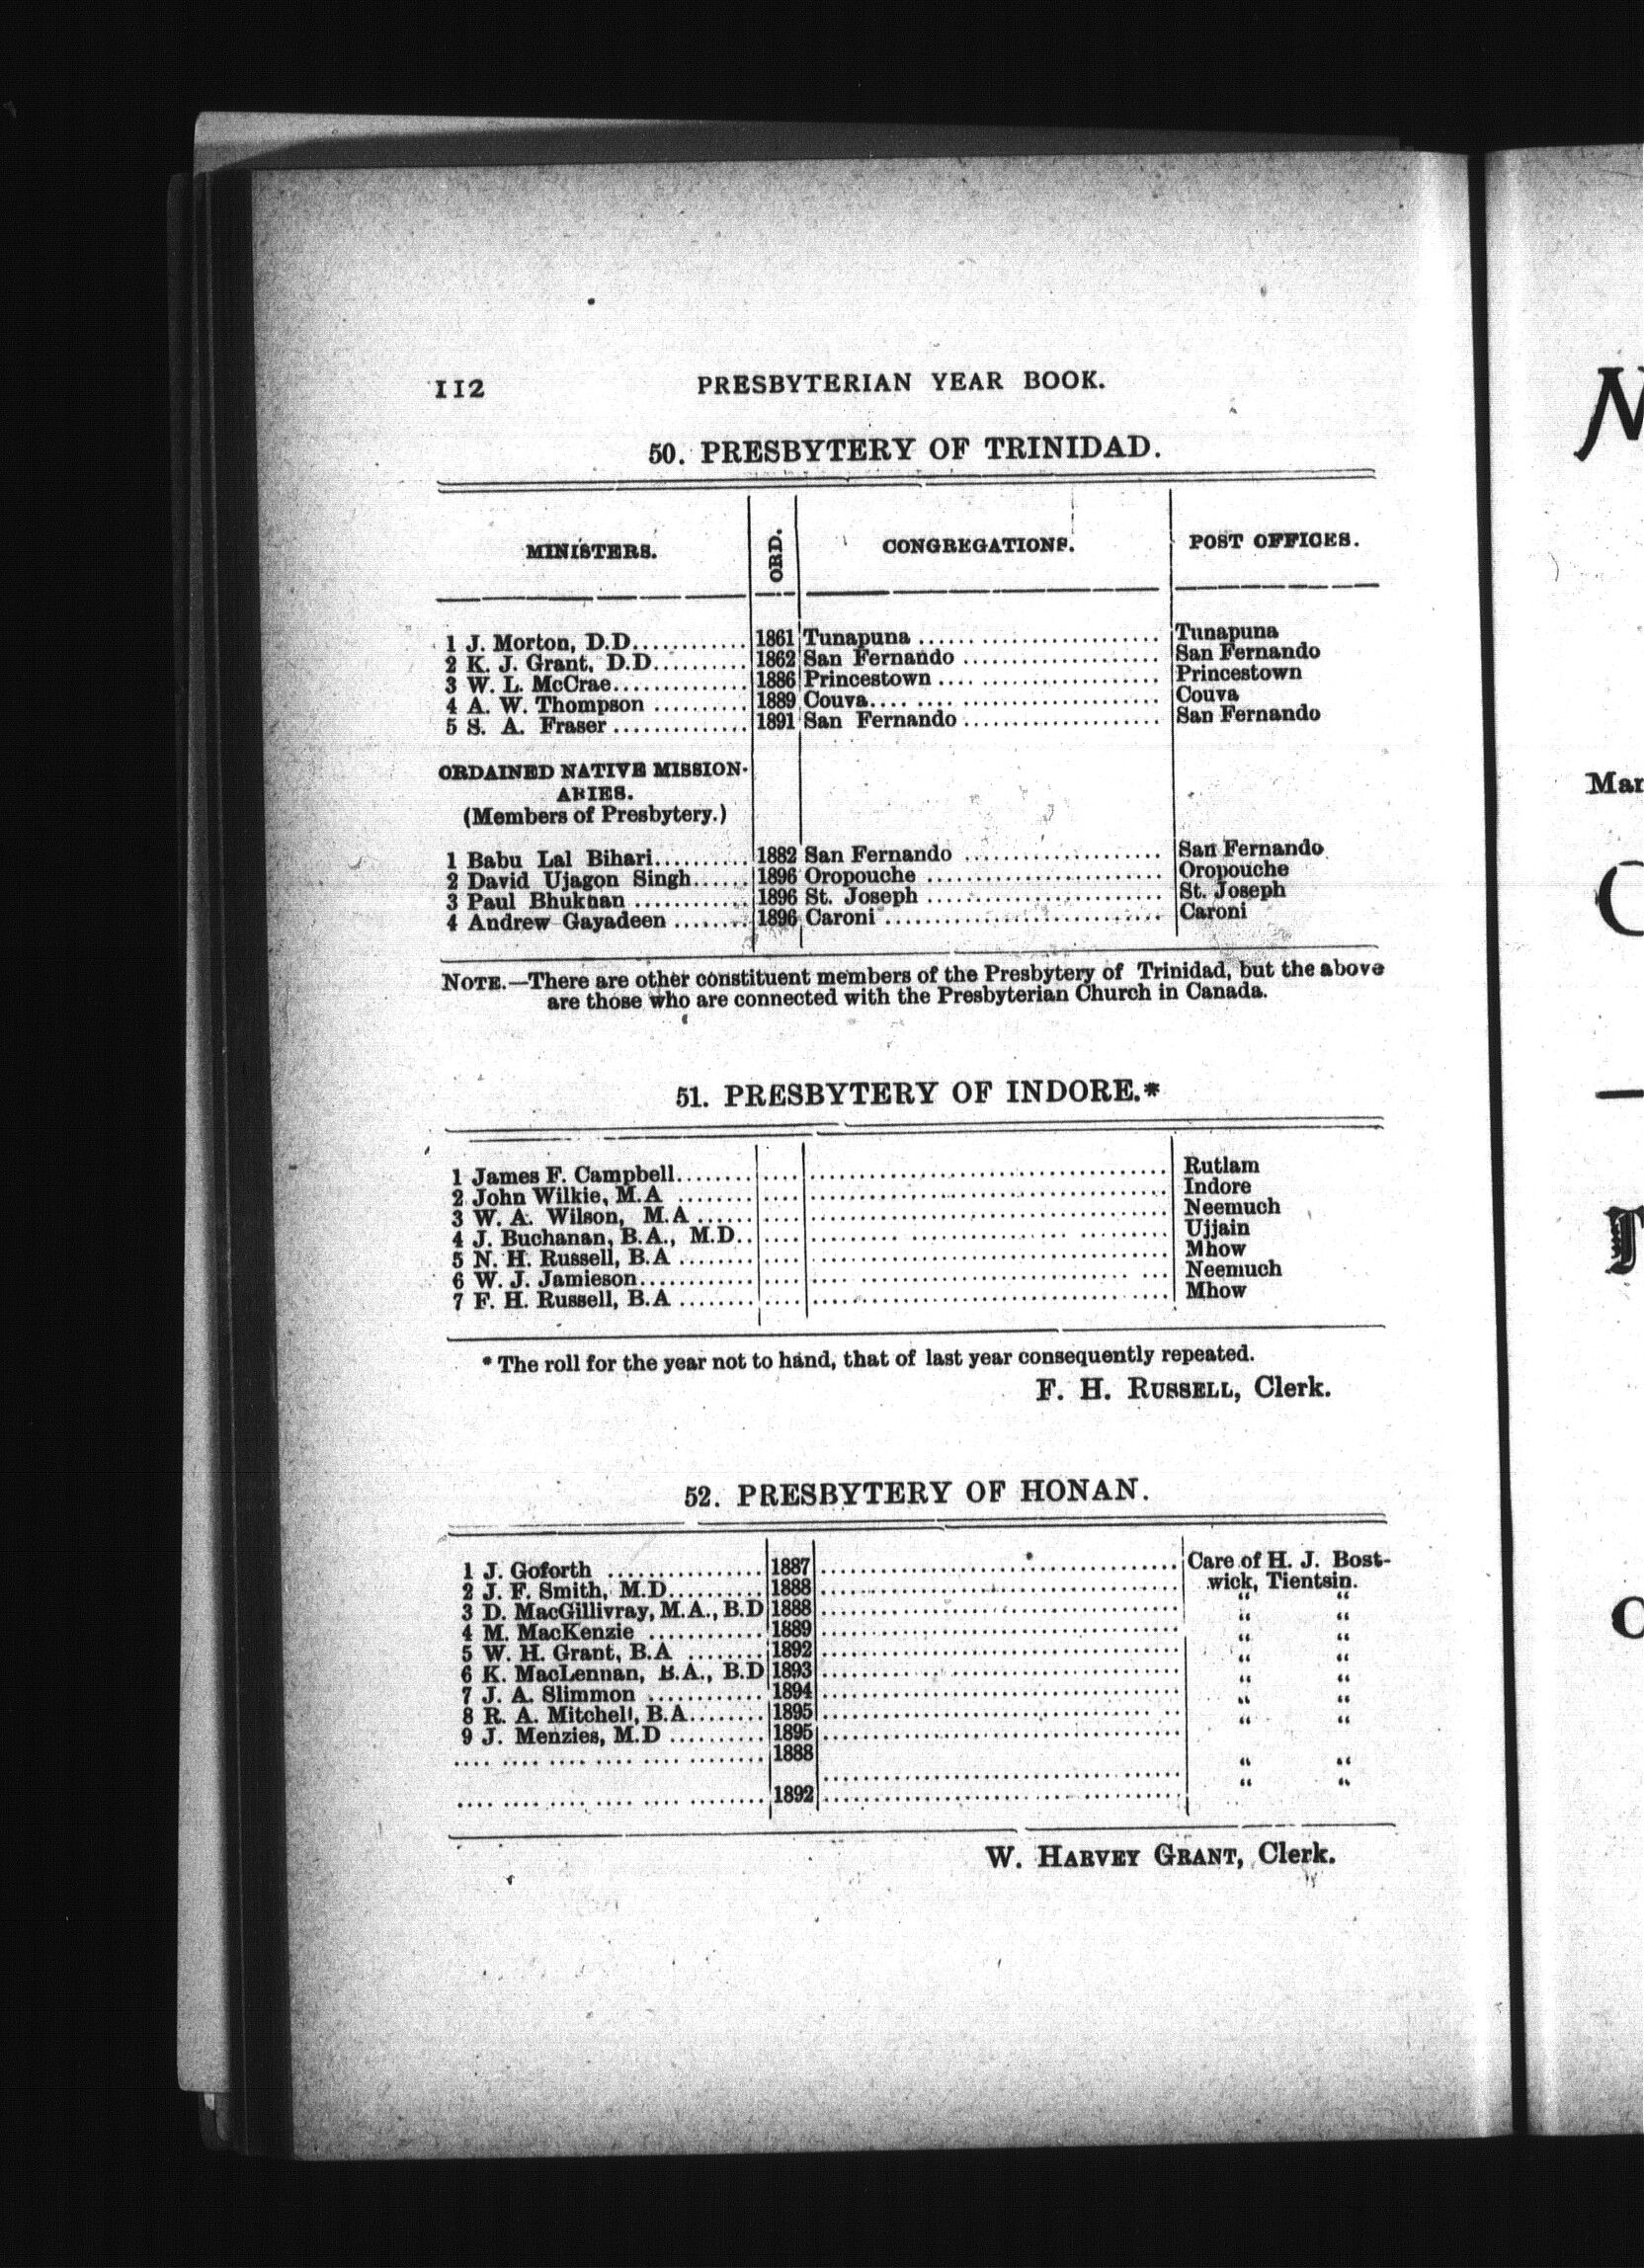 112 PRESBYTERIAN YEAR BOOK.
50. PRESBYTERY OF TRINIDAD.
MINISTERS. ORD. CONGREGATIONS. POST OFFICES.
1 J. Morton, D.D............ 1861 Tunapuna ........................ Tunapuna
2 K. J. Grant, D.D.......... 1862 San Fernando .................... San Fernando
3 W. L. McCrae.............. 1886 Princestown ....................... Princestown
4 A. W. Thompson .......... 1889 Couva.... ............................ Couva
5 S. A. Fraser .............. 1891 San Fernando .................... San Fernando
ORDAINED NATIVE MISSION-
ARIES.
(Members of Presbytery.)
1 Babu Lal Bihari.......... 1882 San Fernando .................... San Fernando
2 David Ujagon Singh...... 1896 Oropouche ........................ Oropouche
3 Paul Bhukhan ............ 1896 St. Joseph ........................ St. Joseph
4 Andrew Gayadeen ........ 1896 Caroni ............................ Caroni
NOTE.—There are other constituent members of the Presbytery of Trinidad, but the above
are those who are connected with the Presbyterian Church in Canada.
51. PRESBYTERY OF INDORE.*
1 James F. Campbell........ .... .................................... Rutlam
2 John Wilkie, M.A ........ .... .................................... Indore
3 W. A. Wilson, M.A ...... .... .................................... Neemuch
4 J. Buchanan, B.A., M.D.. .... .................................... Ujjain
5 N. H. Russell, B.A ........ .... .................................... Mhow
6 W. J. Jamieson............ .... .................................... Neemuch
7 F. H. Russell, B.A ........ .... .................................... Mhow
* The roll for the year not to hand, that of last year consequently repeated.
F. H. RUSSELL, Clerk.
52. PRESBYTERY OF HONAN.
1 J. Goforth ................ 1887 .................................... Care of H. J. Bost-
2 J. F. Smith, M.D.......... 1888 .................................... wick, Tientsin.
3 D. MacGillivray, M.A., B.D 1888 .................................... " "
4 M. MacKenzie ............ 1889 .................................... " "
5 W. H. Grant, B.A ........ 1892 .................................... " "
6 K. MacLennan, B.A., B.D 1893 .................................... " "
7 J. A. Slimmon ............ 1894 .................................... " "
8 R. A. Mitchell, B.A........ 1895 .................................... " "
9 J. Menzies, M.D .......... 1895 .................................... " "
.... .... .... .... .... ......... 1888 .................................... " "
.... .... .... .... .... ......... 1892 .................................... " "
W. HARVEY GRANT, Clerk.